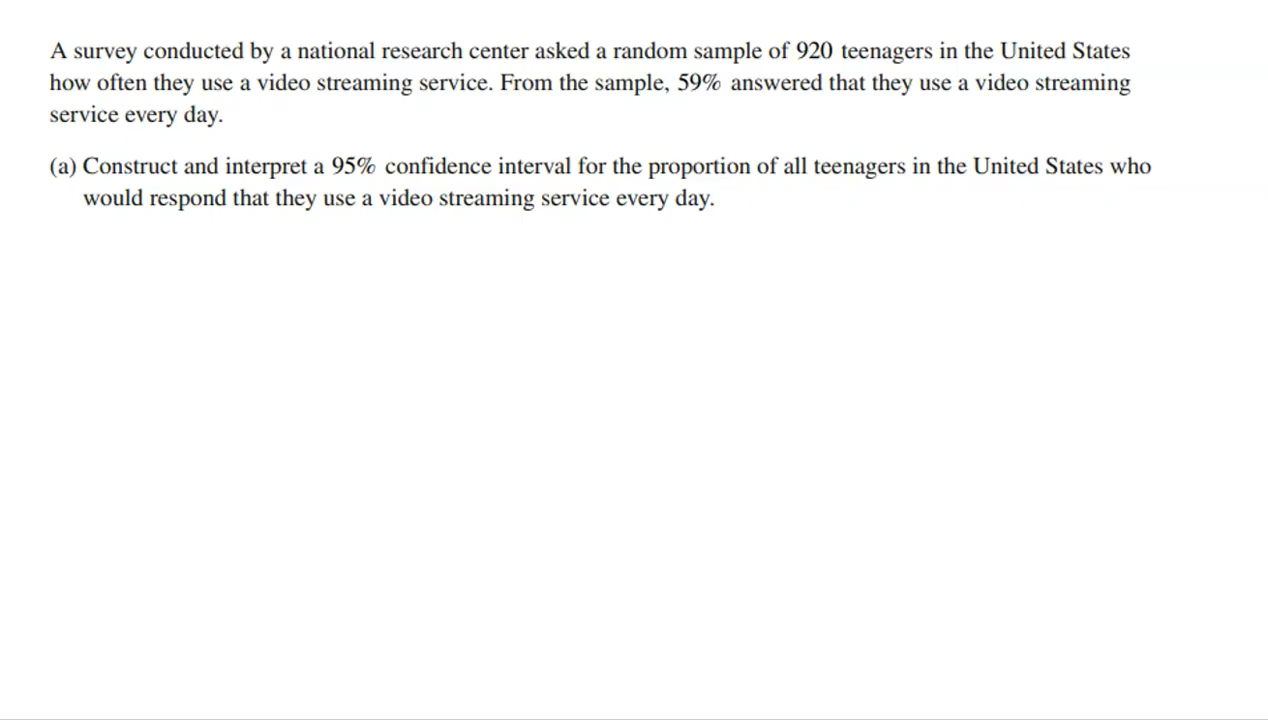 A survey conducted by a national research center asked a random sample of 920 teenagers in the United States
how often they use a video streaming service. From the sample, 59% answered that they use a video streaming
service every day.
(a) Construct and interpret a 95% confidence interval for the proportion of all teenagers in the United States who
would respond that they use a video streaming service every day.